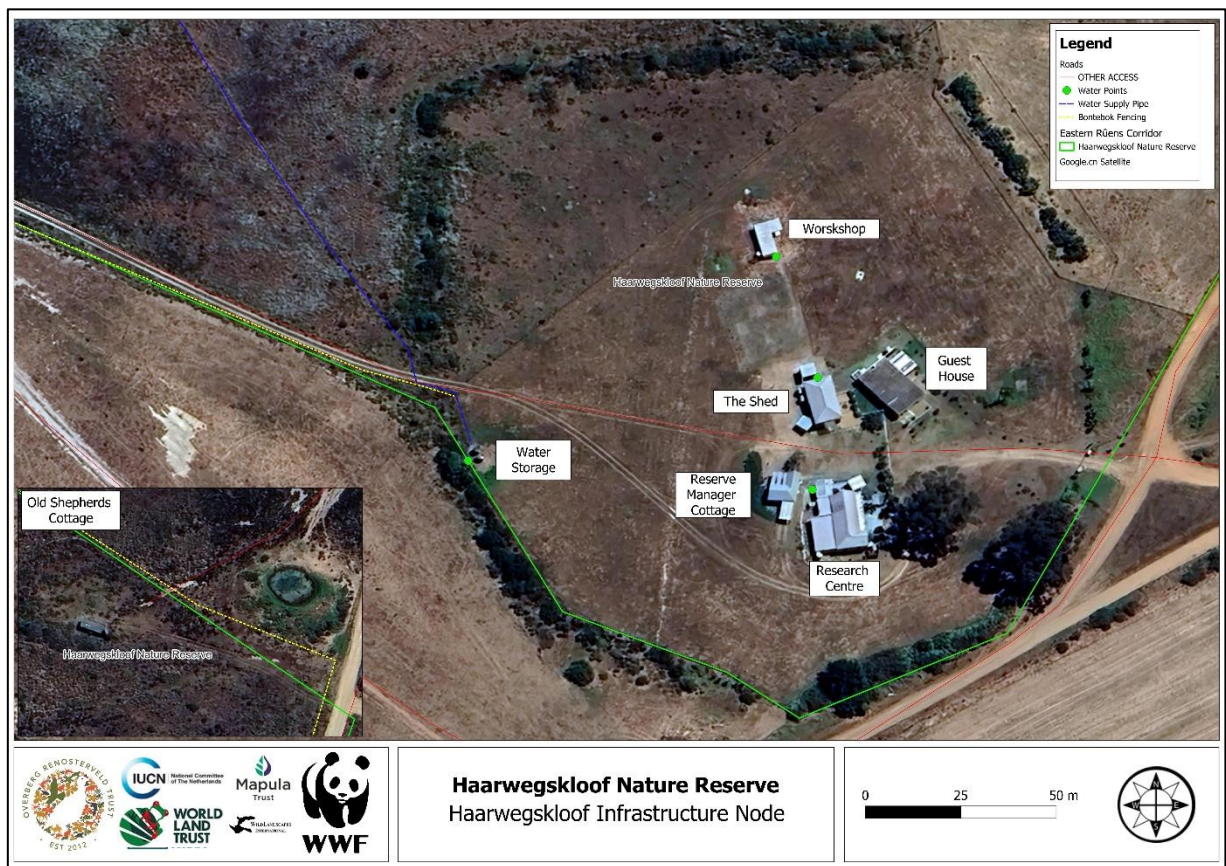 Legend
Roads
OTHER ACCESS
Water Points
Water Supply Pipe
Bontebok Fencing
Eastern Rûens Corridor
Haarwegskloof Nature Reserve
Google.cn Satellite
Worskshop
Haarwegskloof Nature Reserve
Guest
House
The Shed
Water
Storage
Reserve
Manager
Cottage
Research
Centre
Old Shepherds
Cottage
Haarwegskloof Nature Reserve
OVERBERG RENOSTERVELD TRUST
EST 2012
IUCN
National Committee
of The Netherlands
Mapula
Trust
WORLD
LAND
TRUST
WILDLANDSCAPES
INTERNATIONAL
WWF
Haarwegskloof Nature Reserve
Haarwegskloof Infrastructure Node
0 25 50 m
N
W E
S